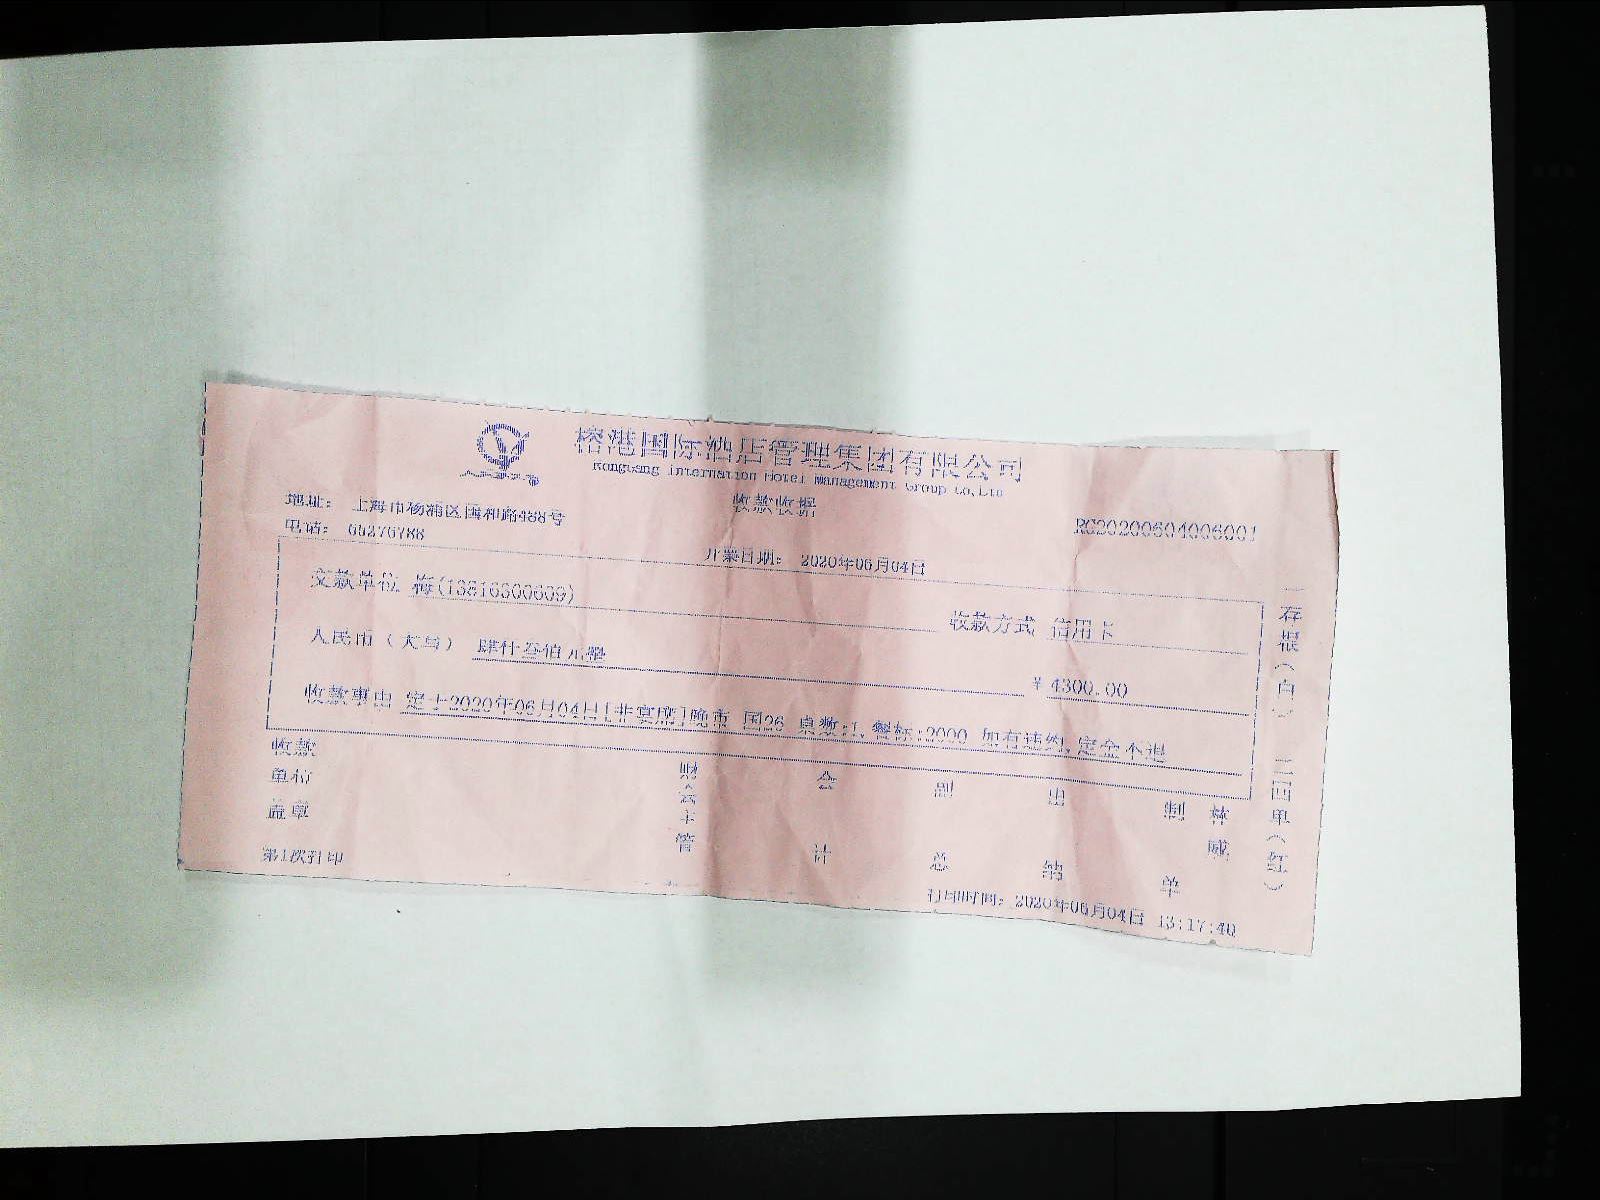 榕港国际酒店管理集团有限公司
International Hotel Management Group Co,Ltd
收款收据
地址： 上海市杨浦区国和路488号
RC20200604006001
电话：
开票日期： 2020年06月04日
交款单位 梅
收款方式 信用卡
人民币（大写） 肆仟叁佰元整
￥4300.00
收款事由 定于2020年06月04日[非宴席]晚市 国26 桌数:1,餐标:2000 如有违约,定金不退
收款单位盖章
财会主管
会计
副总
出纳
制单
第1次打印
打印时间： 2020年06月04日 13:17:40
一存根（白） 二回单（红）